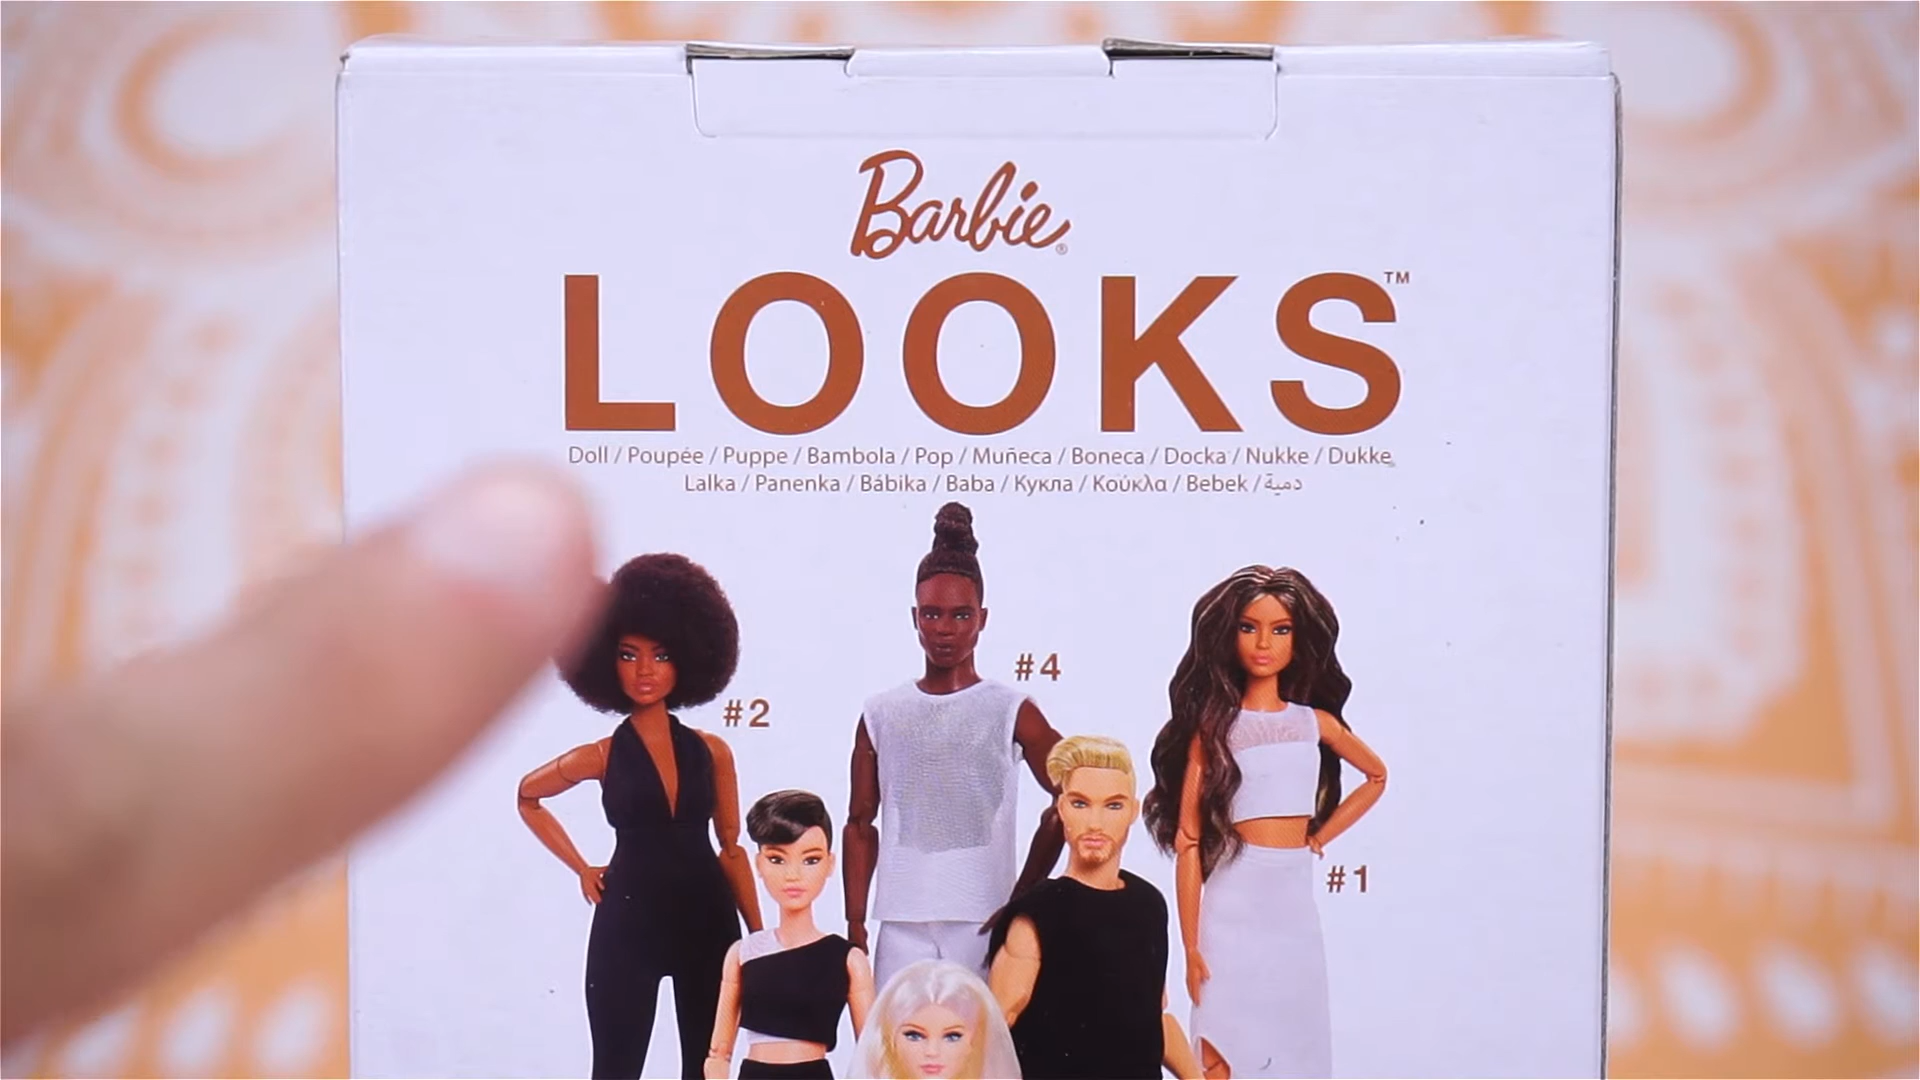 Barbie®
LOOKS™
Doll / Poupée / Puppe / Bambola / Pop / Muñeca / Boneca / Docka / Nukke / Dukke
Lalka / Panenka / Bábika / Baba / Кукла / Κούκλα / Bebek / دمية
#4
#2
#1